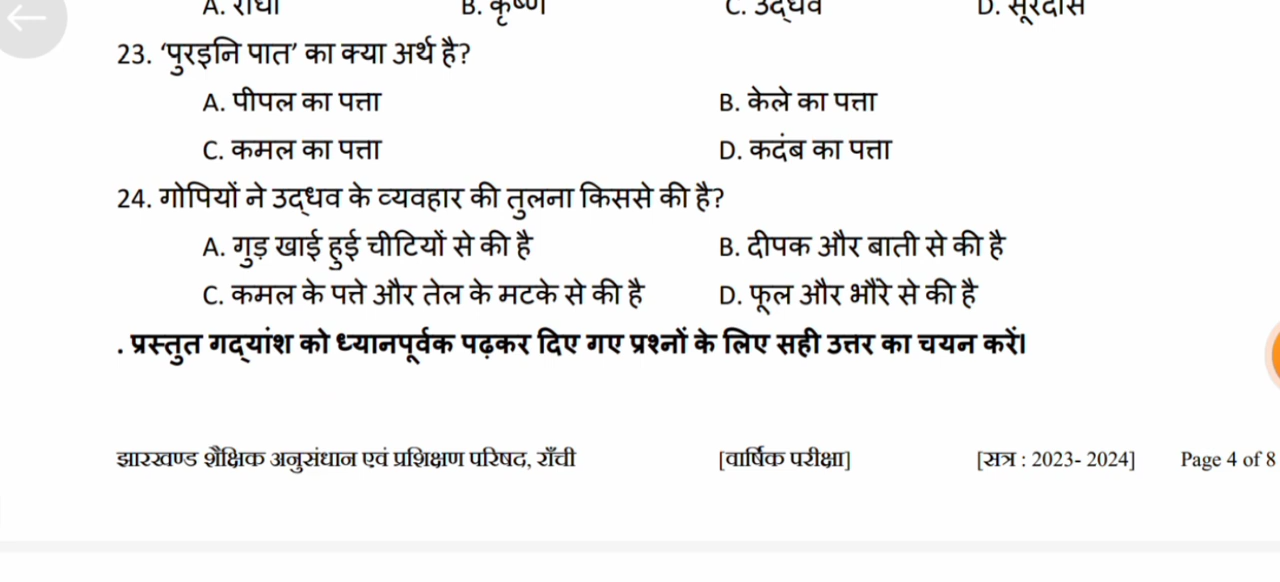 A. राधा B. कृष्ण C. उद्धव D. सूरदास
23. ‘पुरइनि पात’ का क्या अर्थ है?
A. पीपल का पत्ता B. केले का पत्ता
C. कमल का पत्ता D. कदंब का पत्ता
24. गोपियों ने उद्धव के व्यवहार की तुलना किससे की है?
A. गुड़ खाई हुई चीटियों से की है B. दीपक और बाती से की है
C. कमल के पत्ते और तेल के मटके से की है D. फूल और भौंरे से की है
. प्रस्तुत गद्यांश को ध्यानपूर्वक पढ़कर दिए गए प्रश्नों के लिए सही उत्तर का चयन करें।
झारखण्ड शैक्षिक अनुसंधान एवं प्रशिक्षण परिषद, राँची [वार्षिक परीक्षा] [सत्र : 2023- 2024] Page 4 of 8